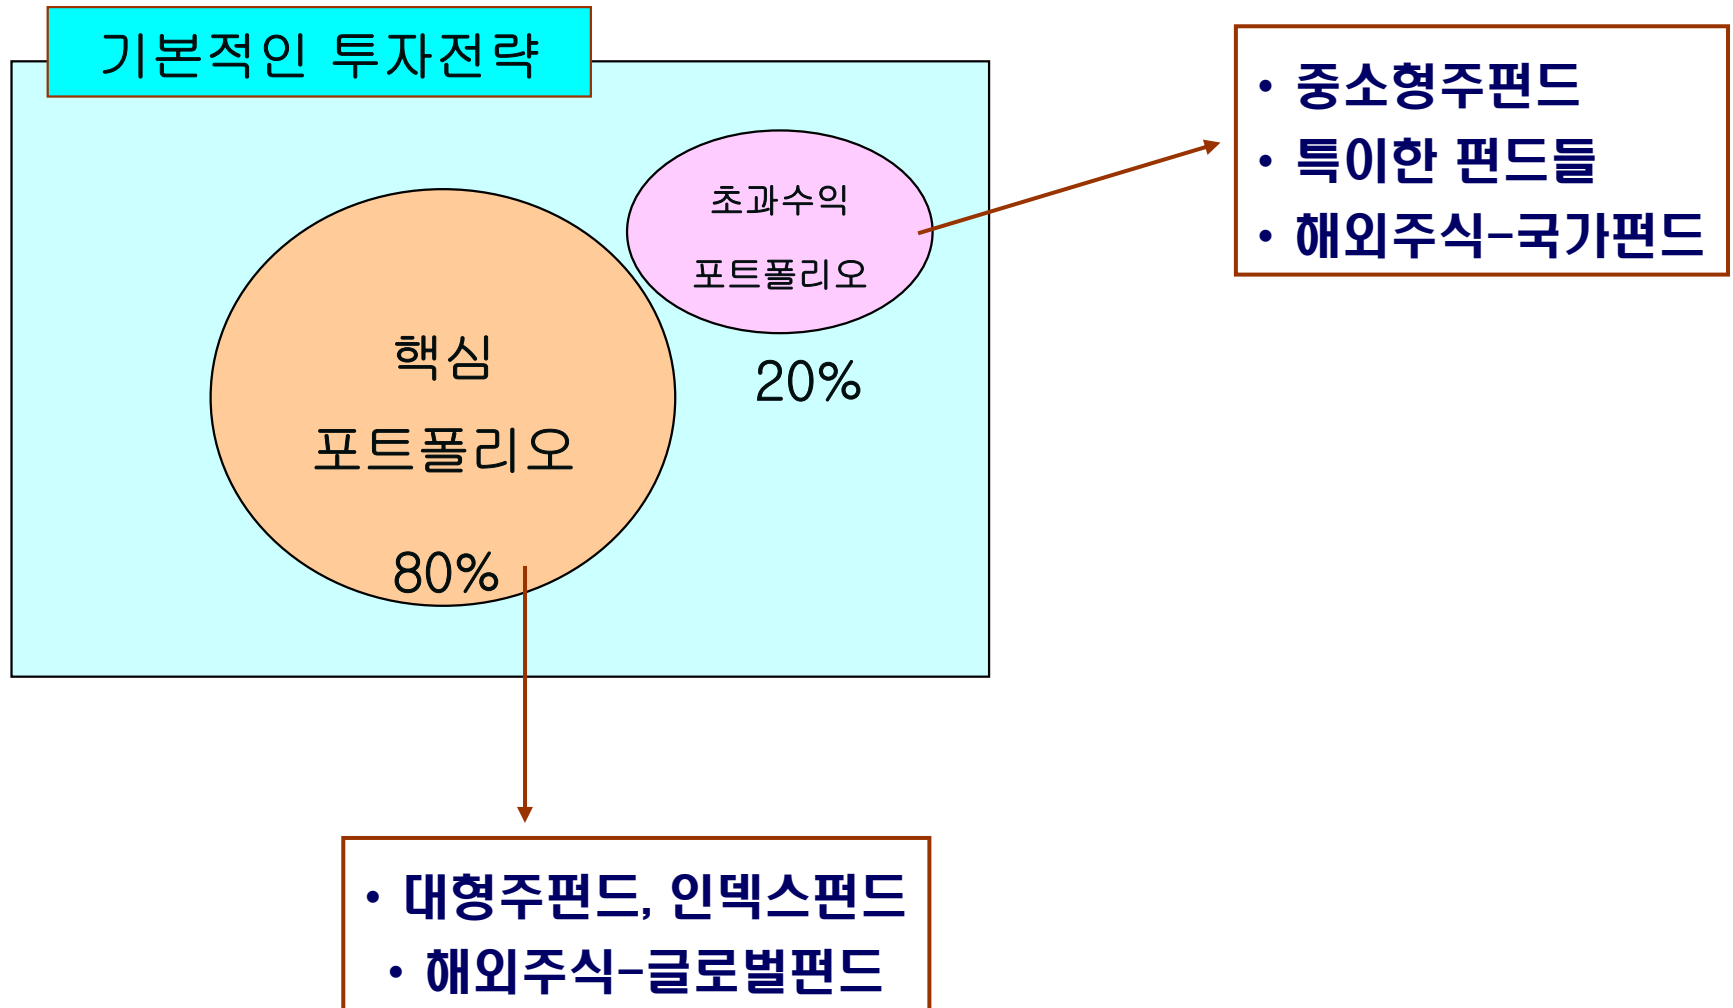 기본적인 투자전략
초과수익
포트폴리오
20%
핵심
포트폴리오
80%
• 중소형주펀드
• 특이한 펀드들
• 해외주식-국가펀드
• 대형주펀드, 인덱스펀드
• 해외주식-글로벌펀드